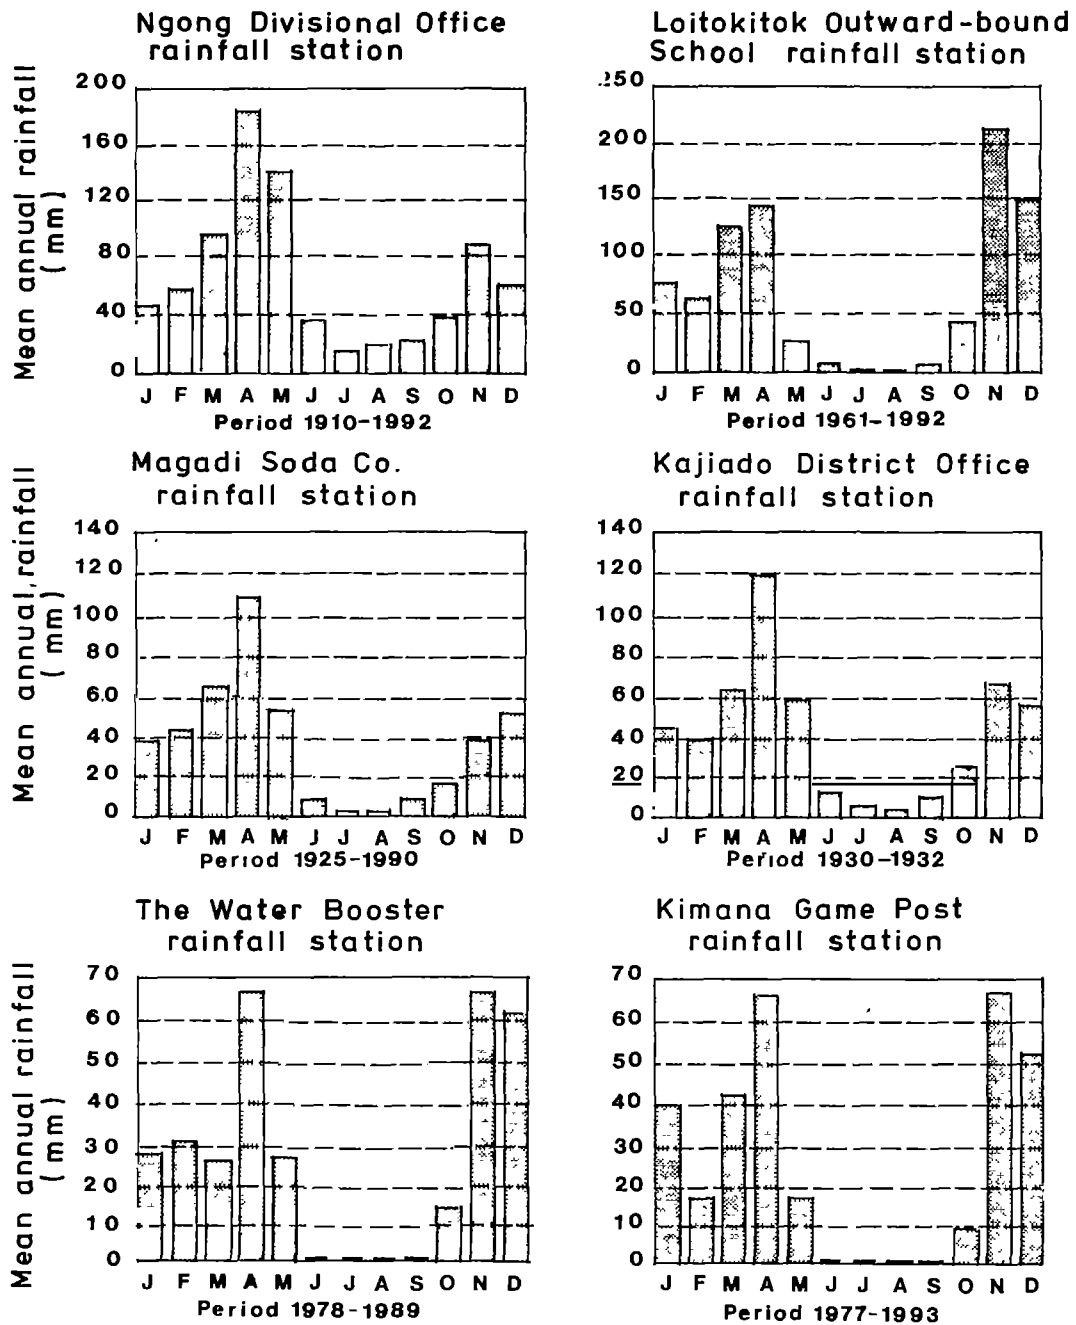 Ngong Divisional Office
rainfall station
Mean annual rainfall
(mm)
200
160
120
80
40
0
J F M A M J J A S O N D
Period 1910-1992
Loitokitok Outward-bound
School rainfall station
250
200
150
100
50
0
J F M A M J J A S O N D
Period 1961-1992
Magadi Soda Co.
rainfall station
Mean annual rainfall
(mm)
140
120
100
80
60
40
20
0
J F M A M J J A S O N D
Period 1925-1990
Kajiado District Office
rainfall station
140
120
100
80
60
40
20
0
J F M A M J J A S O N D
Period 1930-1932
The Water Booster
rainfall station
Mean annual rainfall
(mm)
70
60
50
40
30
20
10
0
J F M A M J J A S O N D
Period 1978-1989
Kimana Game Post
rainfall station
70
60
50
40
30
20
10
0
J F M A M J J A S O N D
Period 1977-1993